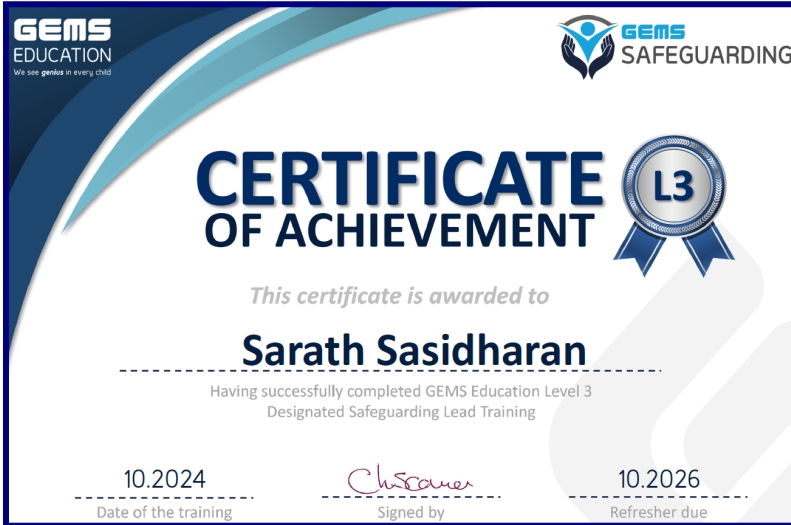 GEMS
EDUCATION
We see genius in every child
GEMS
SAFEGUARDING
CERTIFICATE
OF ACHIEVEMENT
L3
This certificate is awarded to
Sarath Sasidharan
Having successfully completed GEMS Education Level 3
Designated Safeguarding Lead Training
10.2024
10.2026
Date of the training
Signed by
Refresher due